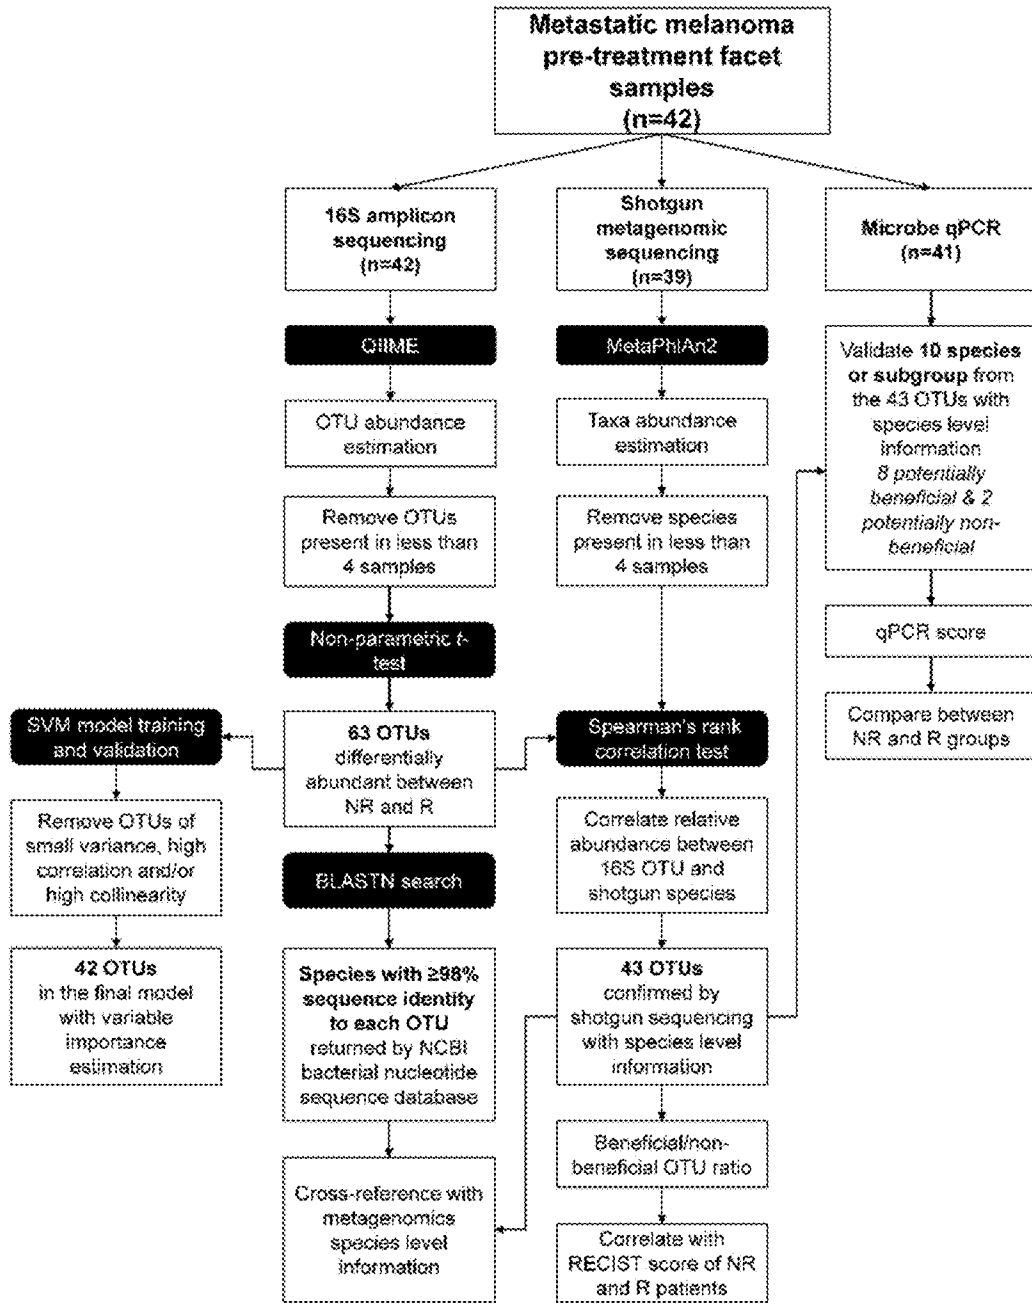 Metastatic melanoma
pre-treatment facet
samples
(n=42)
16S amplicon
sequencing
(n=42)
Shotgun
metagenomic
sequencing
(n=39)
Microbe qPCR
(n=41)
QIIME
MetaPhlAn2
Validate 10 species
or subgroup from
the 43 OTUs with
species level
information
8 potentially
beneficial & 2
potentially non-
beneficial
OTU abundance
estimation
Taxa abundance
estimation
Remove OTUs
present in less than
4 samples
Remove species
present in less than
4 samples
qPCR score
Non-parametric t-
test
Compare between
NR and R groups
SVM model training
and validation
63 OTUs
differentially
abundant between
NR and R
Spearman's rank
correlation test
Remove OTUs of
small variance, high
correlation and/or
high collinearity
BLASTN search
Correlate relative
abundance between
16S OTU and
shotgun species
42 OTUs
in the final model
with variable
importance
estimation
Species with ≥98%
sequence identity
to each OTU
returned by NCBI
bacterial nucleotide
sequence database
43 OTUs
confirmed by
shotgun sequencing
with species level
information
Beneficial/non-
beneficial OTU ratio
Cross-reference with
metagenomics
species level
information
Correlate with
RECIST score of NR
and R patients